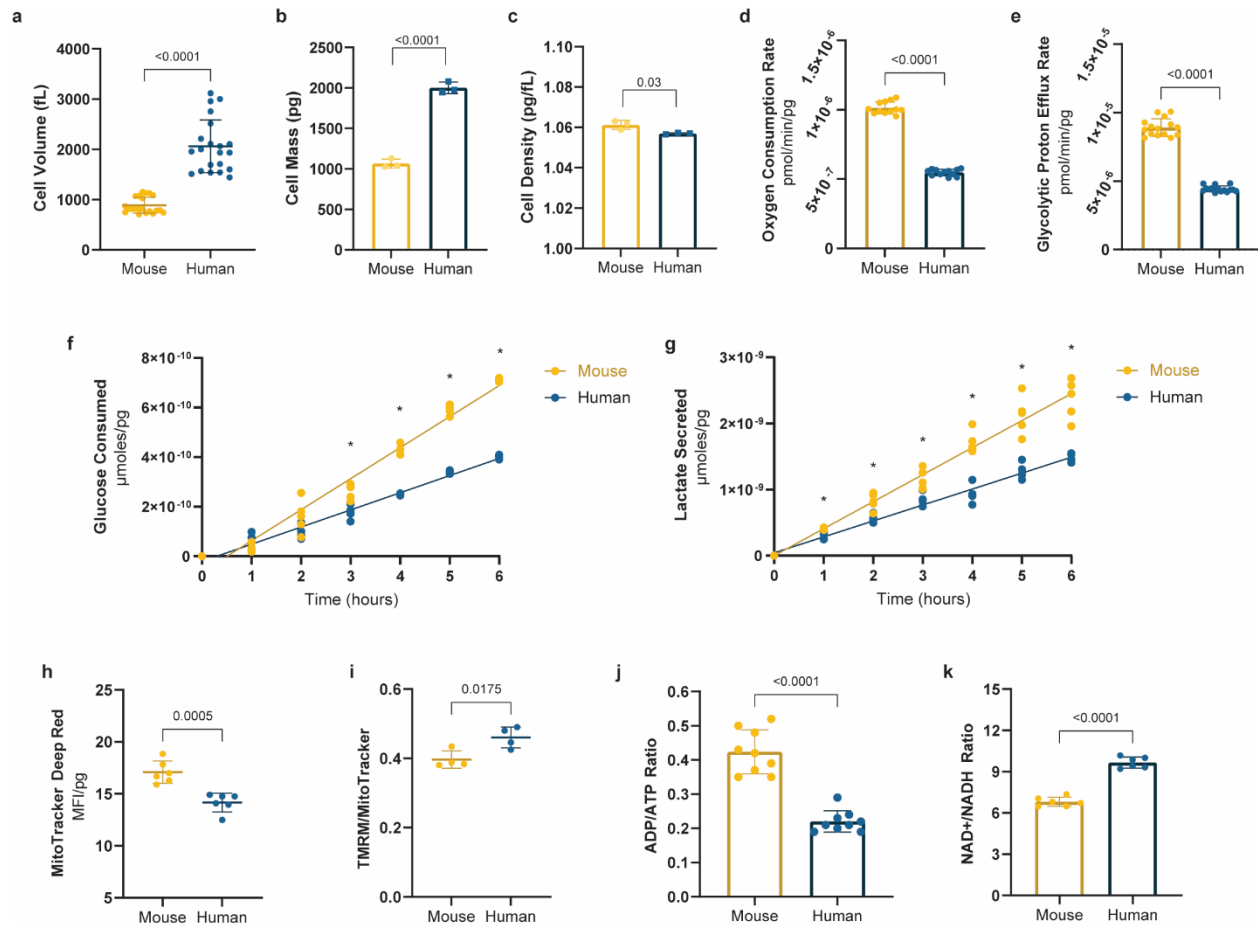 a
Cell Volume (fL)
4000
3000
2000
1000
0
<0.0001
Mouse
Human
b
Cell Mass (pg)
2500
2000
1500
1000
500
0
<0.0001
Mouse Human
c
Cell Density (pg/fL)
1.10
1.08
1.06
1.04
1.02
1.00
0.03
Mouse Human
d
Oxygen Consumption Rate
pmol/min/pg
1.5×10⁻⁶
1×10⁻⁶
5×10⁻⁷
0
<0.0001
Mouse Human
e
Glycolytic Proton Efflux Rate
pmol/min/pg
1.5×10⁻⁵
1×10⁻⁵
5×10⁻⁶
0
<0.0001
Mouse Human
f
Glucose Consumed
μmoles/pg
8×10⁻¹⁰
6×10⁻¹⁰
4×10⁻¹⁰
2×10⁻¹⁰
0
* * * *
0 1 2 3 4 5 6
Time (hours)
Mouse
Human
g
Lactate Secreted
μmoles/pg
3×10⁻⁹
2×10⁻⁹
1×10⁻⁹
0
* * * * * *
0 1 2 3 4 5 6
Time (hours)
Mouse
Human
h
MitoTracker Deep Red
MFI/pg
25
20
15
10
5
0.0005
Mouse Human
i
TMRM/MitoTracker
0.6
0.4
0.2
0.0
0.0175
Mouse Human
j
ADP/ATP Ratio
0.6
0.5
0.4
0.3
0.2
0.1
0.0
<0.0001
Mouse Human
k
NAD+/NADH Ratio
15
12
9
6
3
0
<0.0001
Mouse Human